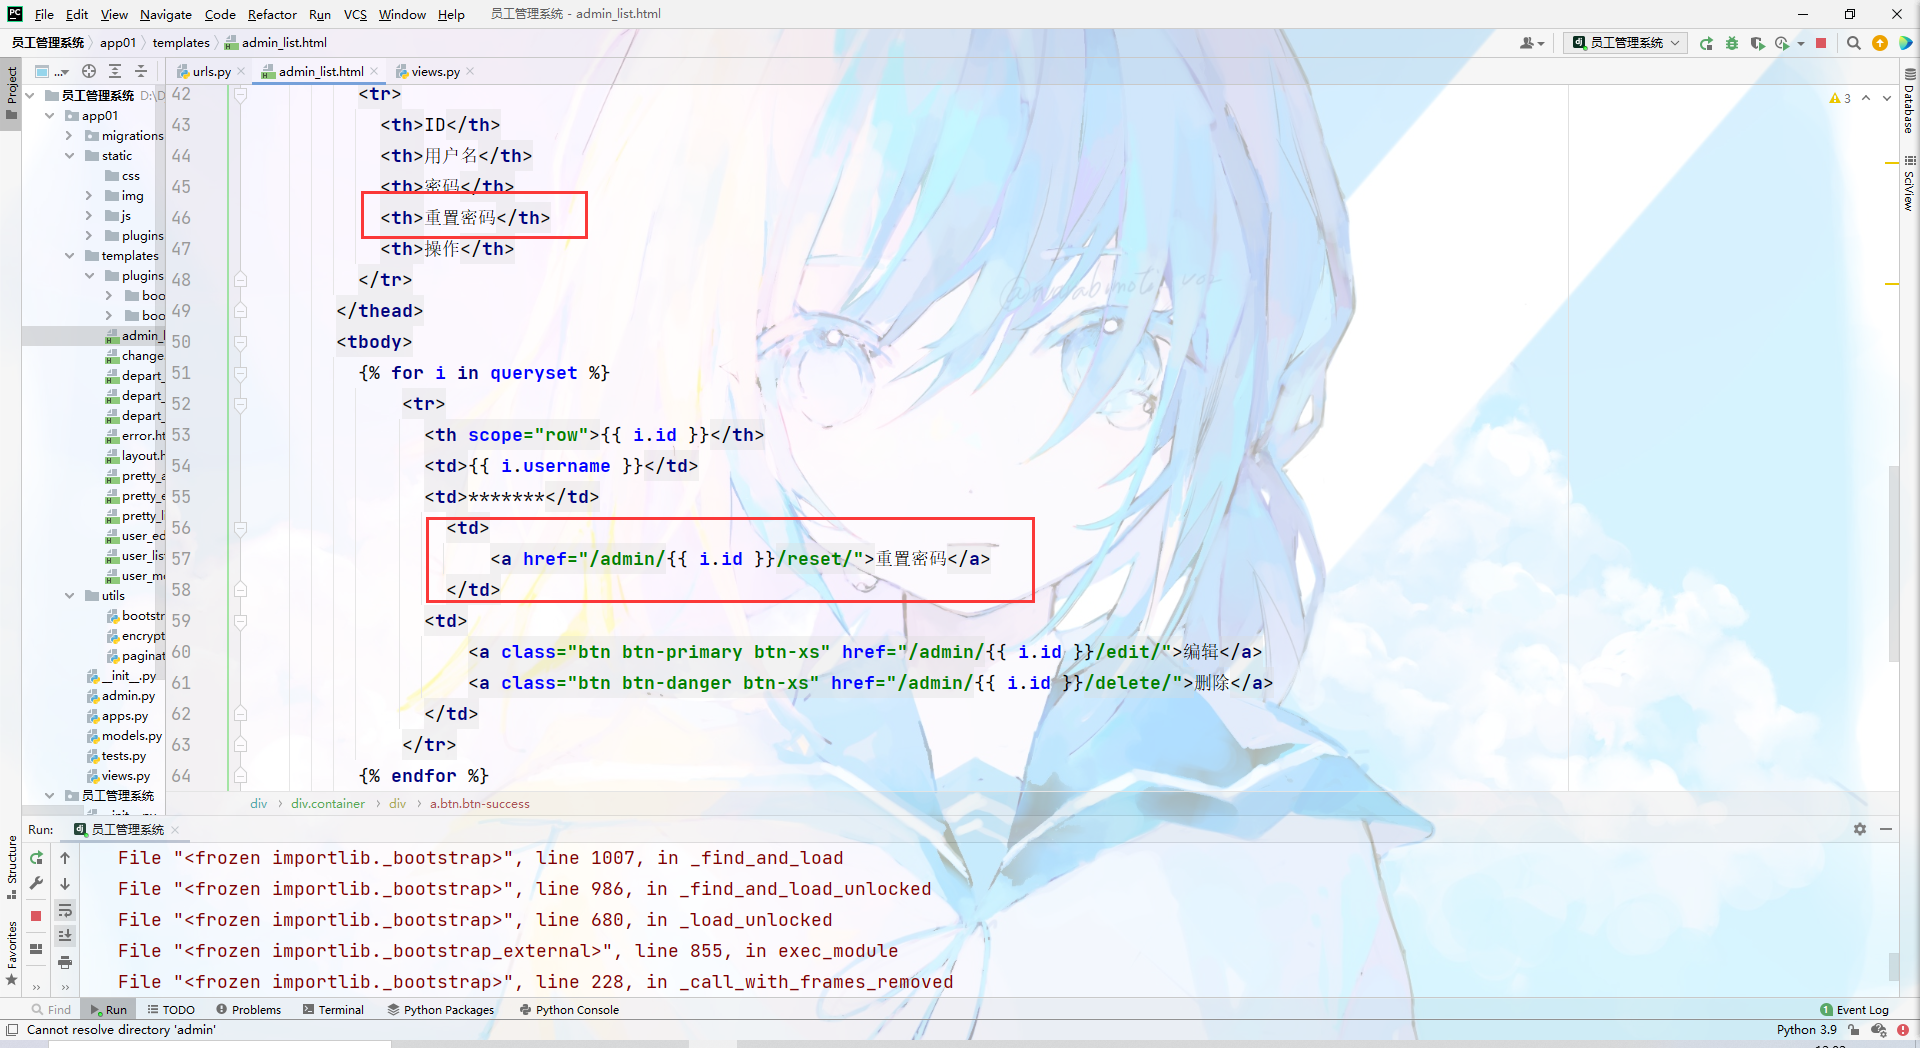 File Edit View Navigate Code Refactor Run VCS Window Help 员工管理系统 - admin_list.html
员工管理系统 app01 templates admin_list.html 员工管理系统
... urls.py admin_list.html views.py
Project
员工管理系统 D:\D
app01
migrations
static
css
img
js
plugins
templates
plugins
boo
boo
admin_l
change
depart_
depart_
depart_
error.ht
layout.h
pretty_a
pretty_e
pretty_li
user_ed
user_list
user_mo
utils
bootstr
encrypt
paginat
__init__.py
admin.py
apps.py
models.py
tests.py
views.py
员工管理系统
42 <tr>
43 <th>ID</th>
44 <th>用户名</th>
45 <th>密码</th>
46 <th>重置密码</th>
47 <th>操作</th>
48 </tr>
49 </thead>
50 <tbody>
51 {% for i in queryset %}
52 <tr>
53 <th scope="row">{{ i.id }}</th>
54 <td>{{ i.username }}</td>
55 <td>*******</td>
56 <td>
57 <a href="/admin/{{ i.id }}/reset/">重置密码</a>
58 </td>
59 <td>
60 <a class="btn btn-primary btn-xs" href="/admin/{{ i.id }}/edit/">编辑</a>
61 <a class="btn btn-danger btn-xs" href="/admin/{{ i.id }}/delete/">删除</a>
62 </td>
63 </tr>
64 {% endfor %}
3
Database
SciView
div div.container div a.btn.btn-success
Run: 员工管理系统
Structure
Favorites
File "<frozen importlib._bootstrap>", line 1007, in _find_and_load
File "<frozen importlib._bootstrap>", line 986, in _find_and_load_unlocked
File "<frozen importlib._bootstrap>", line 680, in _load_unlocked
File "<frozen importlib._bootstrap_external>", line 855, in exec_module
File "<frozen importlib._bootstrap>", line 228, in _call_with_frames_removed
Find Run TODO Problems Terminal Python Packages Python Console 1 Event Log
Cannot resolve directory 'admin' Python 3.9